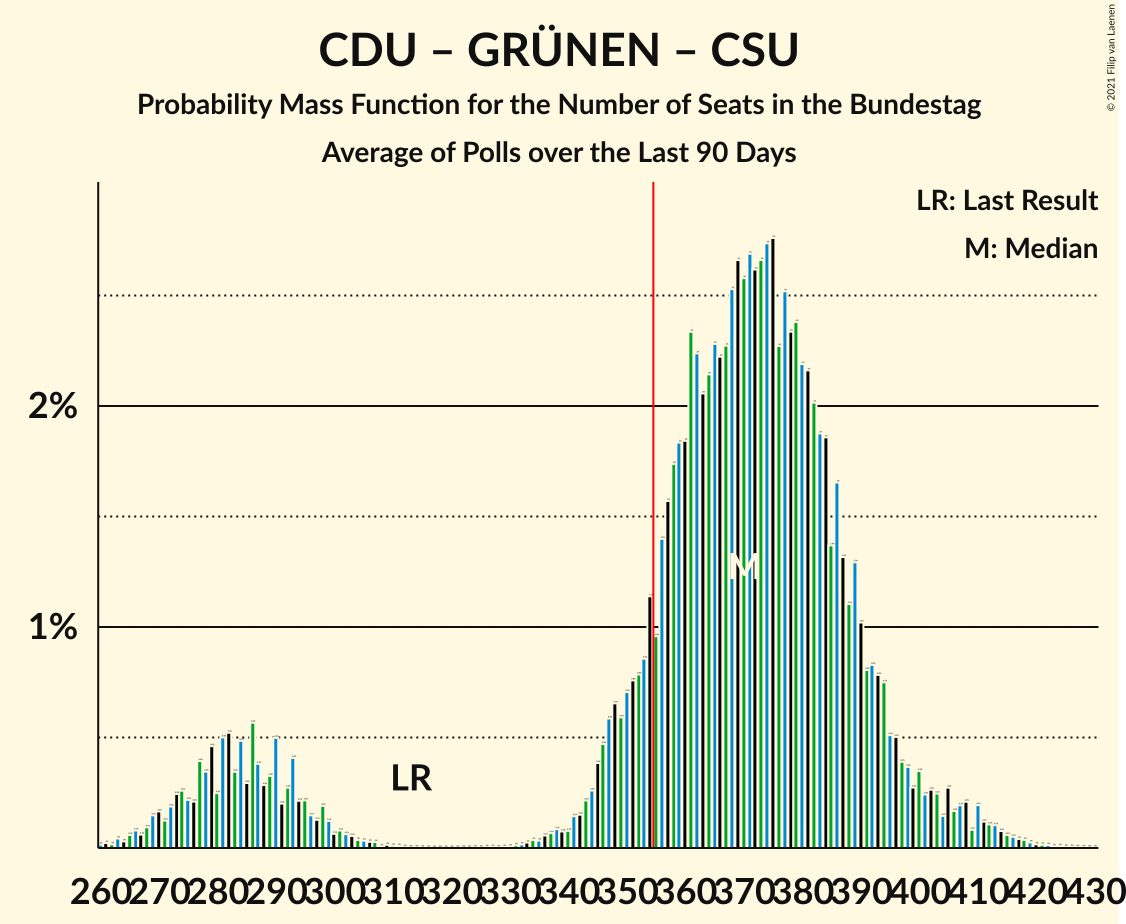 CDU – GRÜNEN – CSU
Probability Mass Function for the Number of Seats in the Bundestag
Average of Polls over the Last 90 Days
© 2021 Filip van Laenen
LR: Last Result
M: Median
2%
1%
M
LR
260 270 280 290 300 310 320 330 340 350 360 370 380 390 400 410 420 430